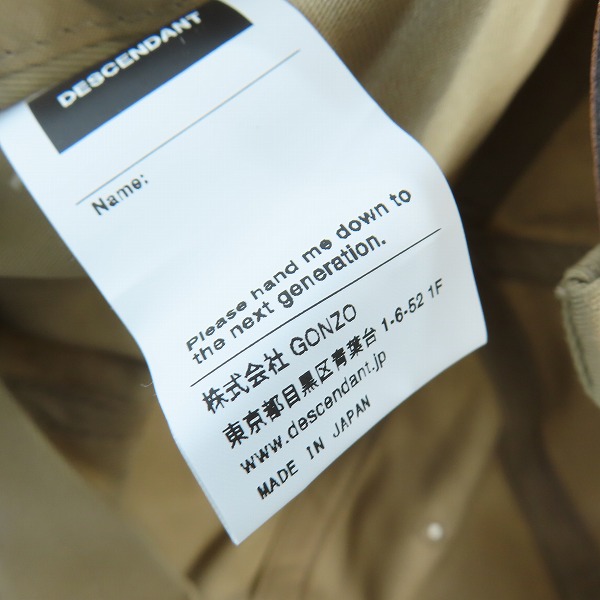 DESCENDANT
Name:
Please hand me down to
the next generation.
株式会社 GONZO
東京都目黒区青葉台 1-6-52 1F
www.descendant.jp
MADE IN JAPAN